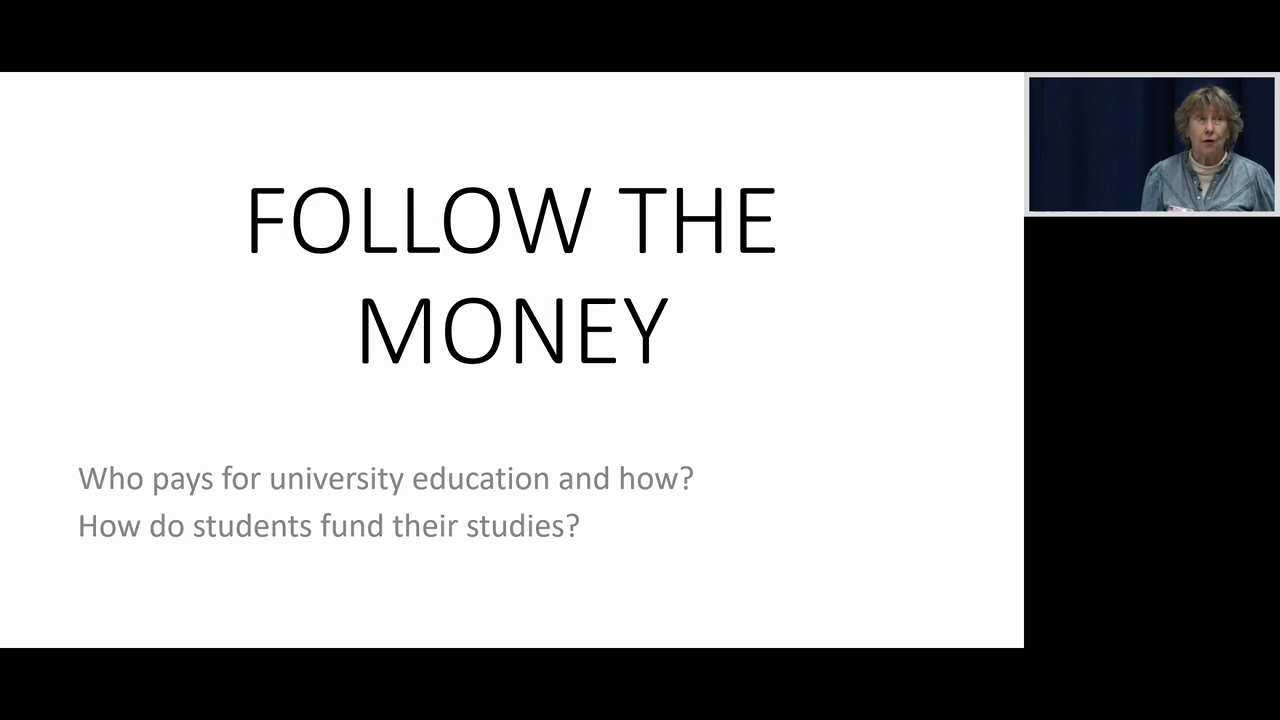 FOLLOW THE
MONEY
Who pays for university education and how?
How do students fund their studies?